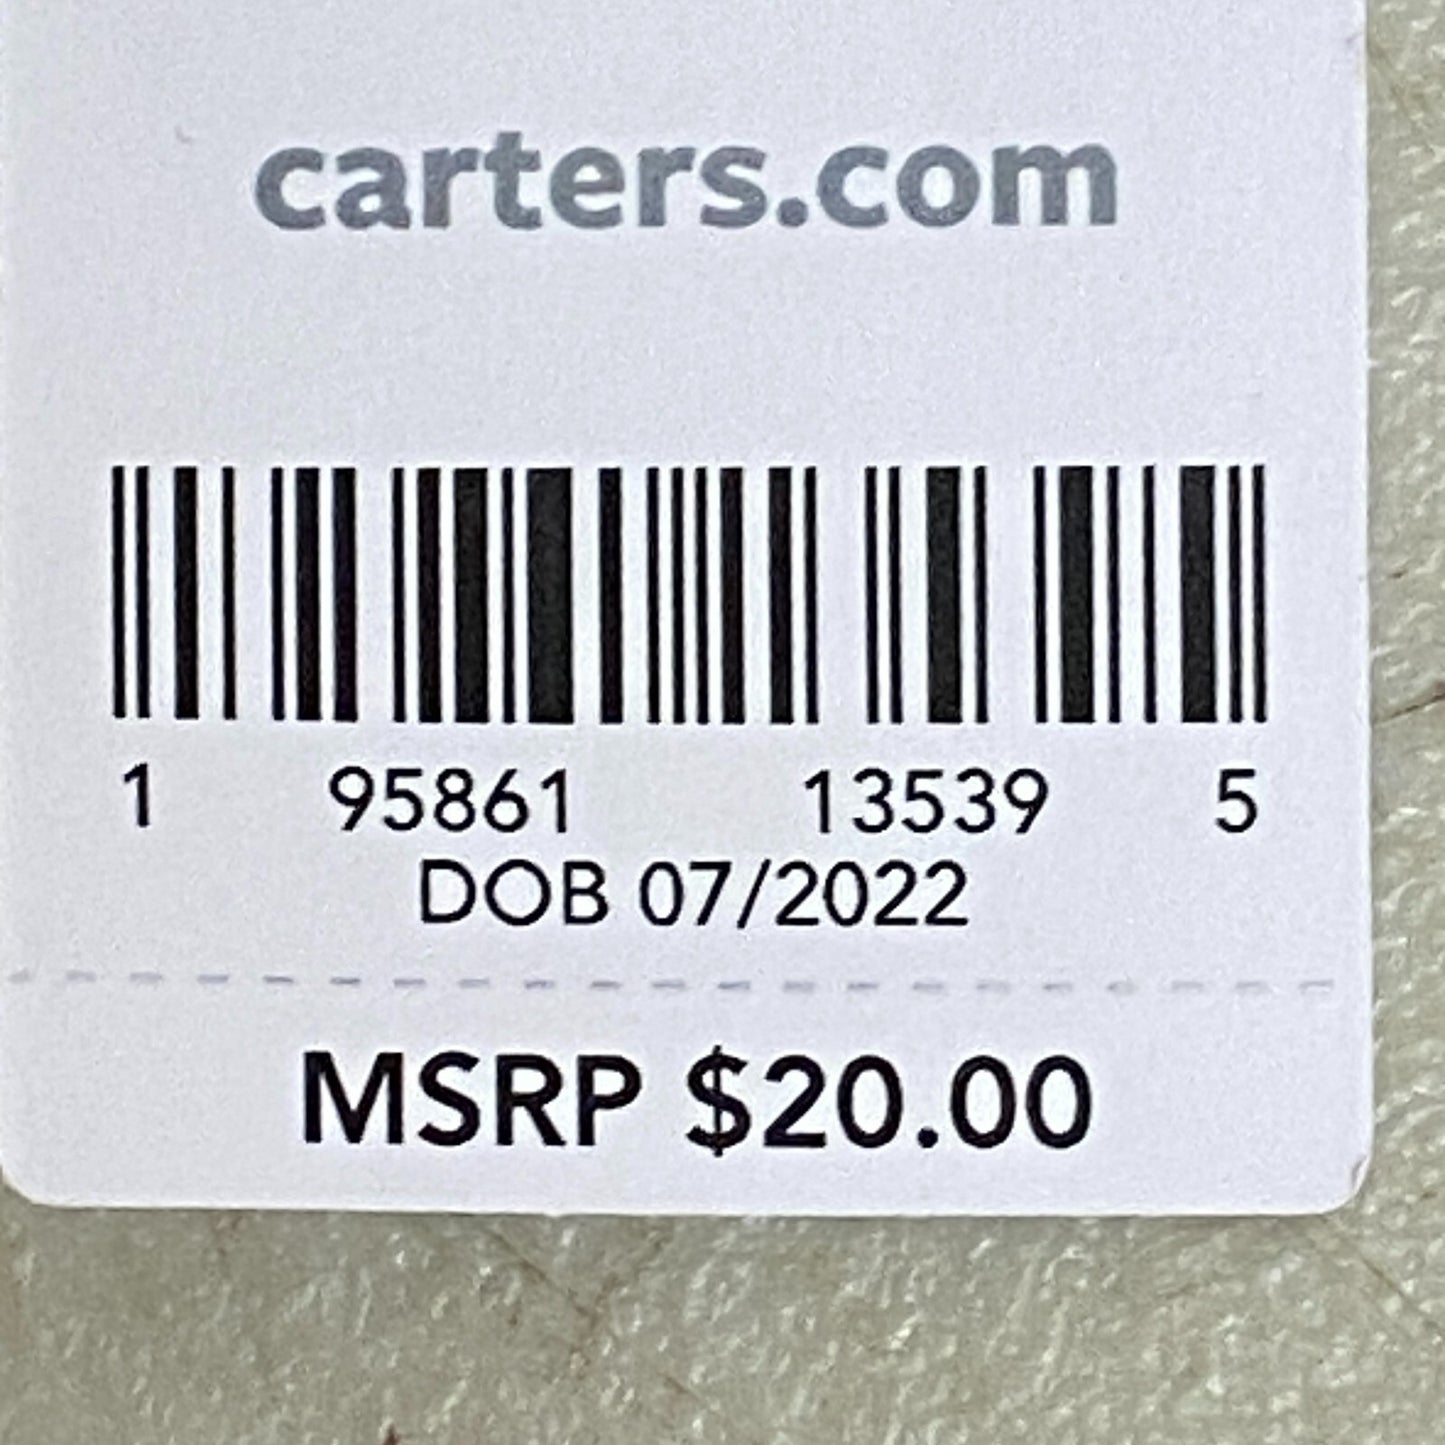 carters.com
1 95861 13539 5
DOB 07/2022
MSRP $20.00